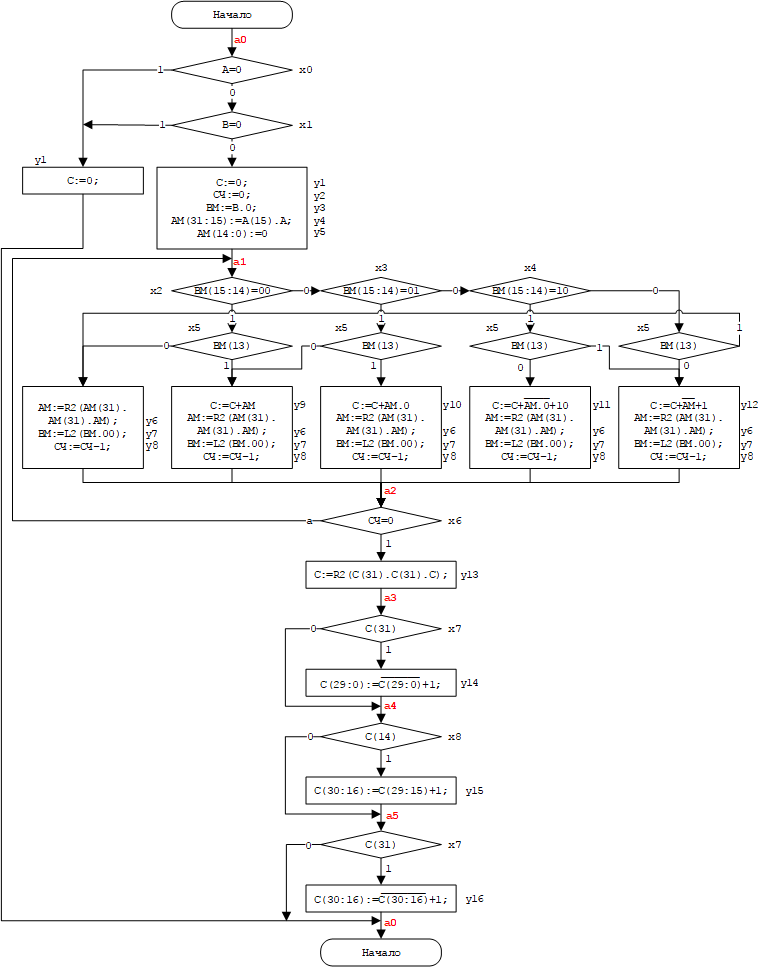 Начало
a0
A=0
x0
1
0
B=0
x1
1
0
y1
C:=0;
C:=0;
y1
СЧ:=0;
y2
BM:=B.0;
y3
AM(31:15):=A(15).A;
y4
AM(14:0):=0
y5
a1
x3
x4
x2
BM(15:14)=00
0
BM(15:14)=01
0
BM(15:14)=10
0
1
1
1
1
x5
x5
x5
x5
0
BM(13)
0
BM(13)
BM(13)
1
BM(13)
1
1
0
0
AM:=R2(AM(31).
AM(31).AM);
y6
BM:=L2(BM.00);
y7
СЧ:=СЧ-1;
y8
C:=C+AM
y9
AM:=R2(AM(31).
AM(31).AM);
y6
BM:=L2(BM.00);
y7
СЧ:=СЧ-1;
y8
C:=C+AM.0
y10
AM:=R2(AM(31).
AM(31).AM);
y6
BM:=L2(BM.00);
y7
СЧ:=СЧ-1;
y8
C:=C+A̅M̅.̅0̅+10
y11
AM:=R2(AM(31).
AM(31).AM);
y6
BM:=L2(BM.00);
y7
СЧ:=СЧ-1;
y8
C:=C+A̅M̅+1
y12
AM:=R2(AM(31).
AM(31).AM);
y6
BM:=L2(BM.00);
y7
СЧ:=СЧ-1;
y8
a2
a
СЧ=0
x6
1
C:=R2(C(31).C(31).C);
y13
a3
0
C(31)
x7
1
C(29:0):=C̅(̅2̅9̅:̅0̅)̅+1;
y14
a4
0
C(14)
x8
1
C(30:16):=C(29:15)+1;
y15
a5
0
C(31)
x7
1
C(30:16):=C̅(̅3̅0̅:̅1̅6̅)̅+1;
y16
a0
Начало